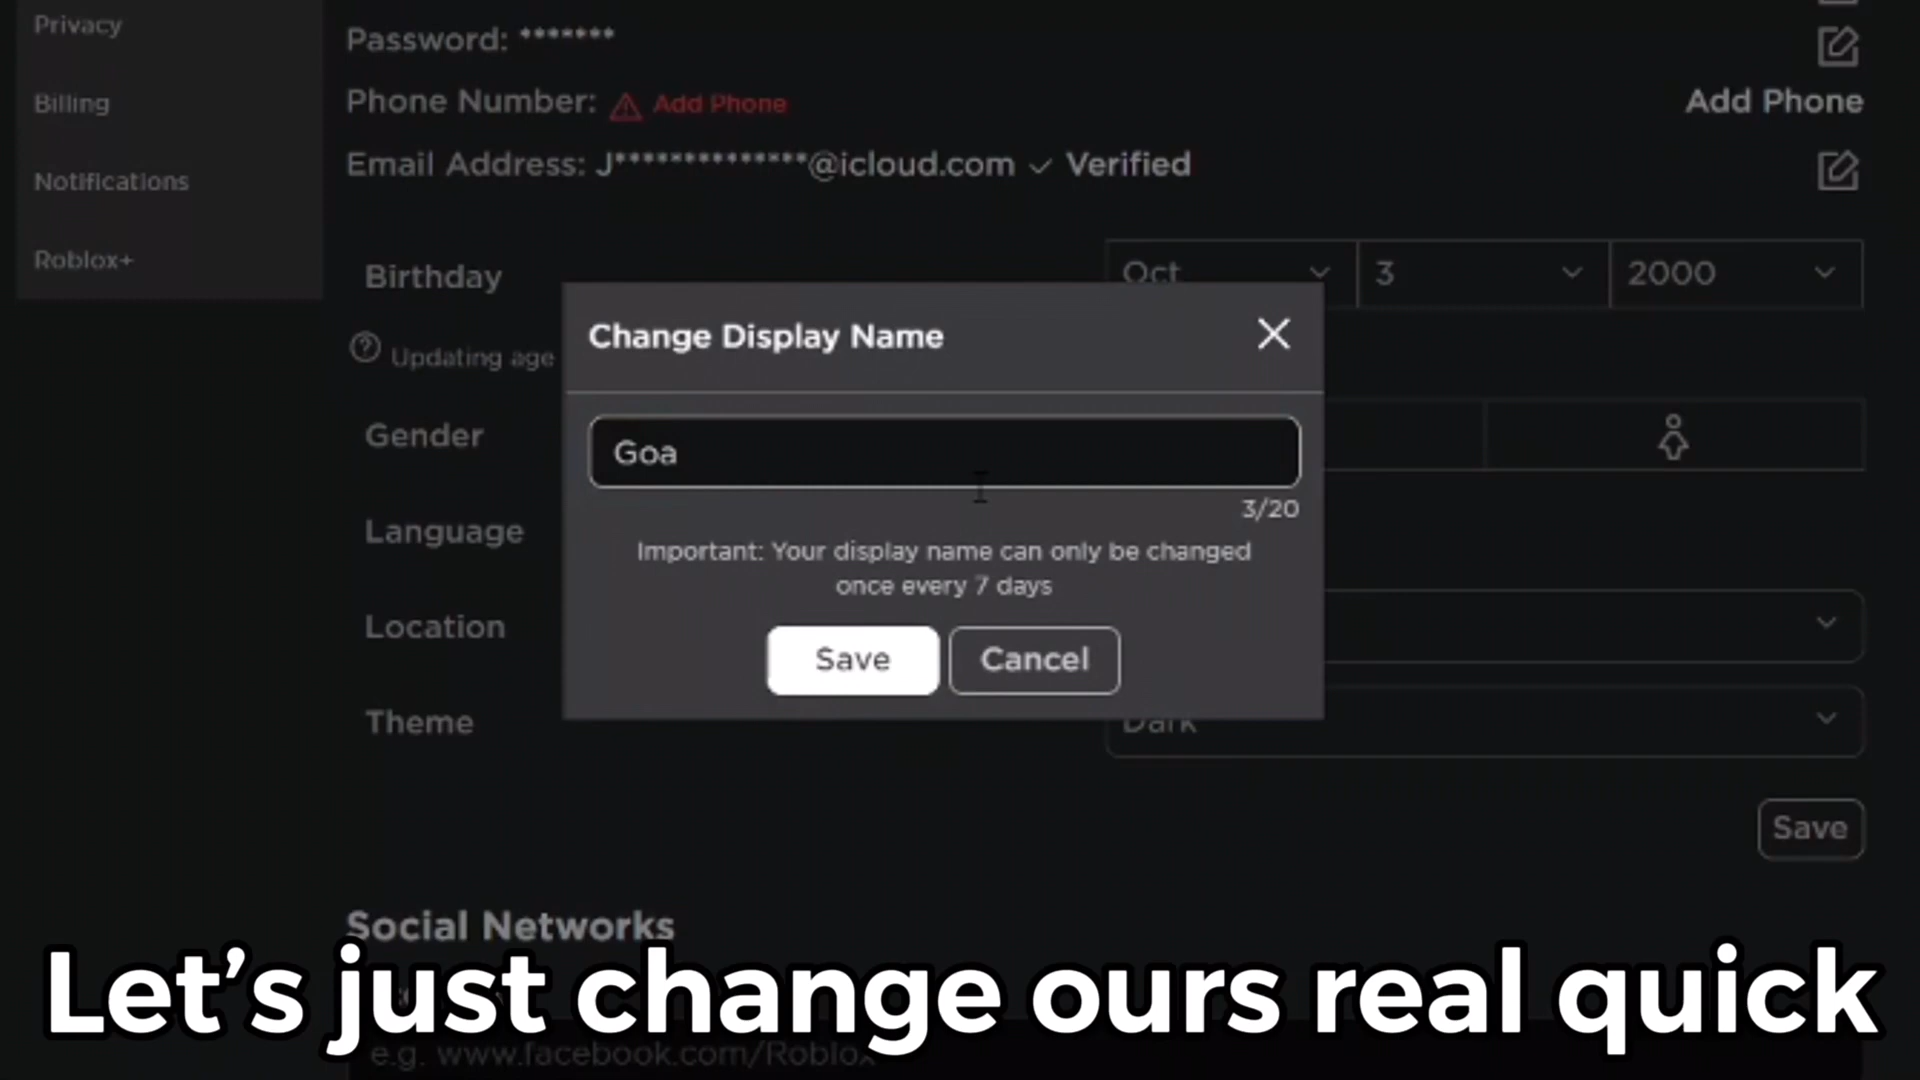 Privacy
Billing
Notifications
Roblox+
Password: *******
Phone Number: Add Phone
Add Phone
Email Address: J**************@icloud.com Verified
Birthday
Oct
3
2000
Updating age
Gender
Language
Location
Theme
Dark
Change Display Name
Goa
3/20
Important: Your display name can only be changed
once every 7 days
Save
Cancel
Save
Social Networks
Let's just change ours real quick
e.g. www.facebook.com/Roblox